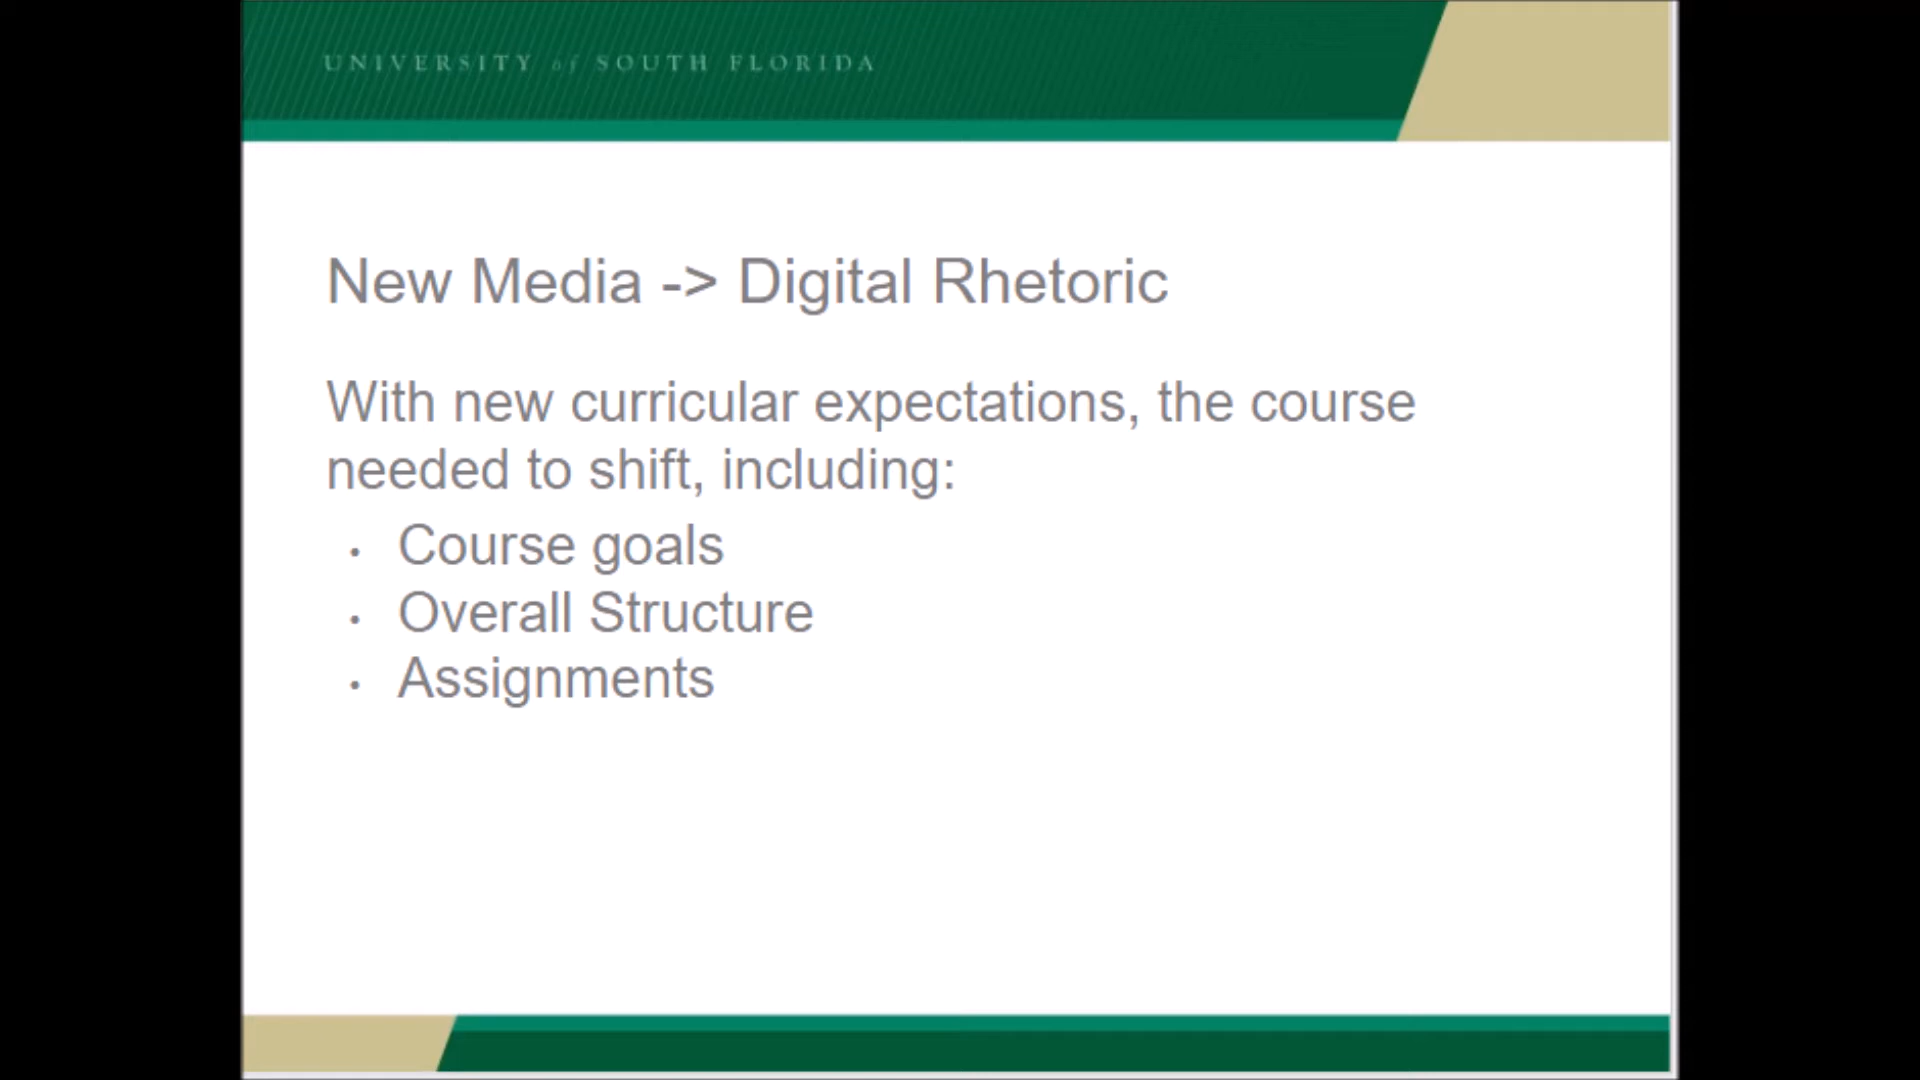 UNIVERSITY of SOUTH FLORIDA
New Media -> Digital Rhetoric
With new curricular expectations, the course
needed to shift, including:
• Course goals
• Overall Structure
• Assignments